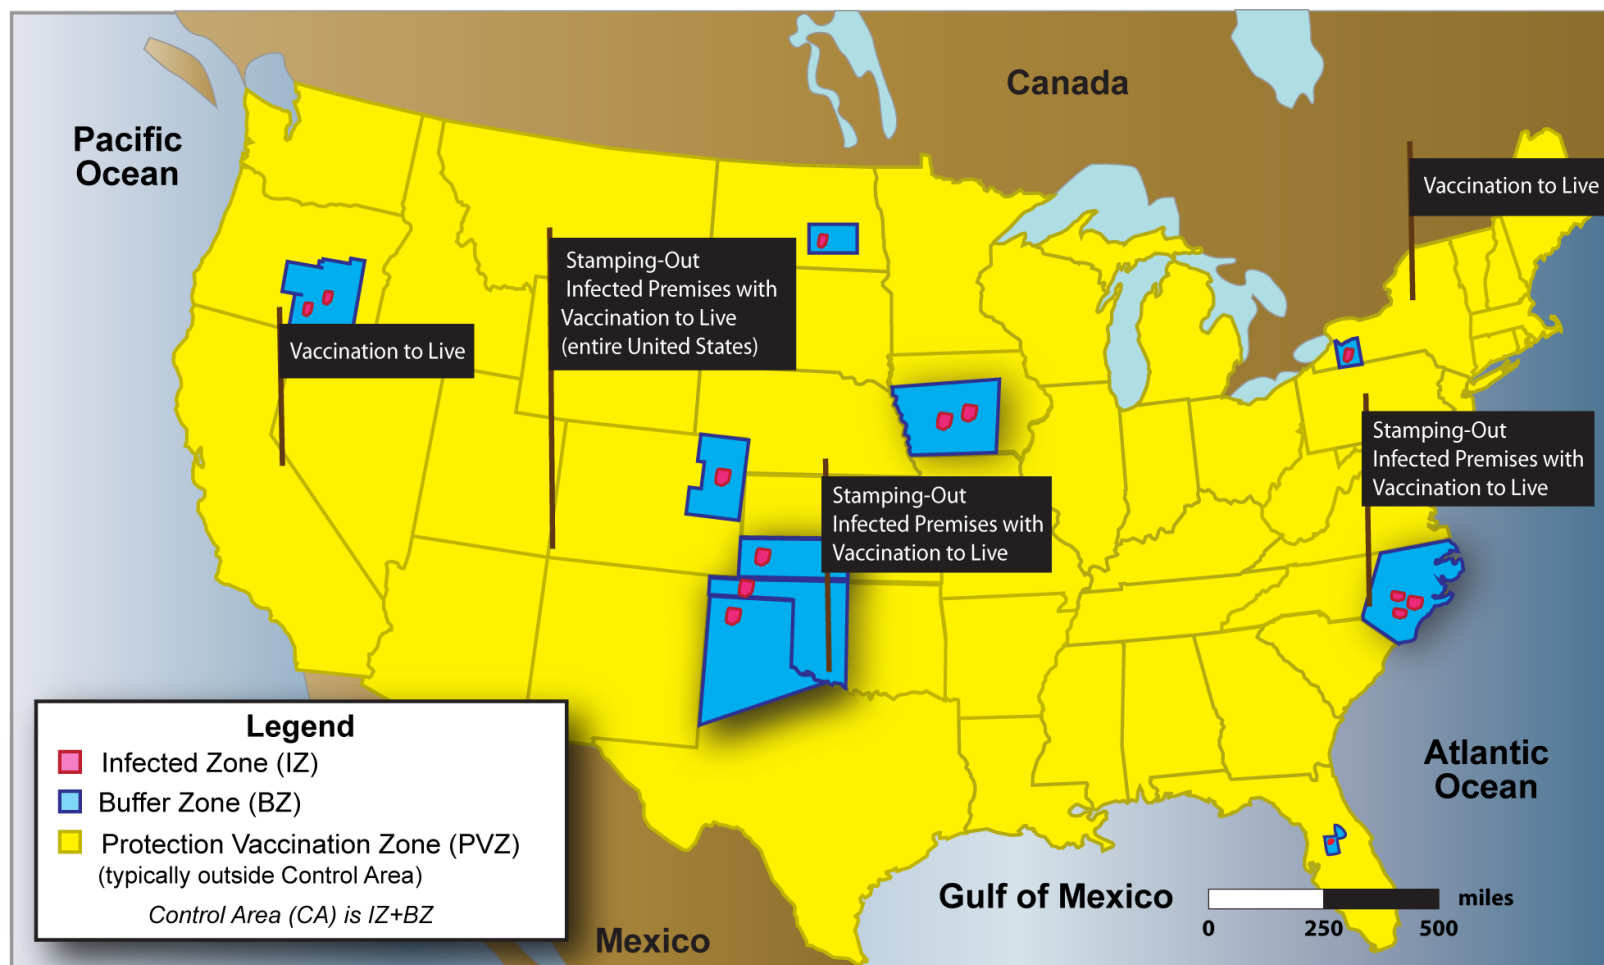 Canada
Pacific
Ocean
Vaccination to Live
Stamping-Out
Infected Premises with
Vaccination to Live
(entire United States)
Vaccination to Live
Stamping-Out
Infected Premises with
Vaccination to Live
Stamping-Out
Infected Premises with
Vaccination to Live
Atlantic
Ocean
Gulf of Mexico
miles
0
250
500
Mexico
Legend
Infected Zone (IZ)
Buffer Zone (BZ)
Protection Vaccination Zone (PVZ)
(typically outside Control Area)
Control Area (CA) is IZ+BZ